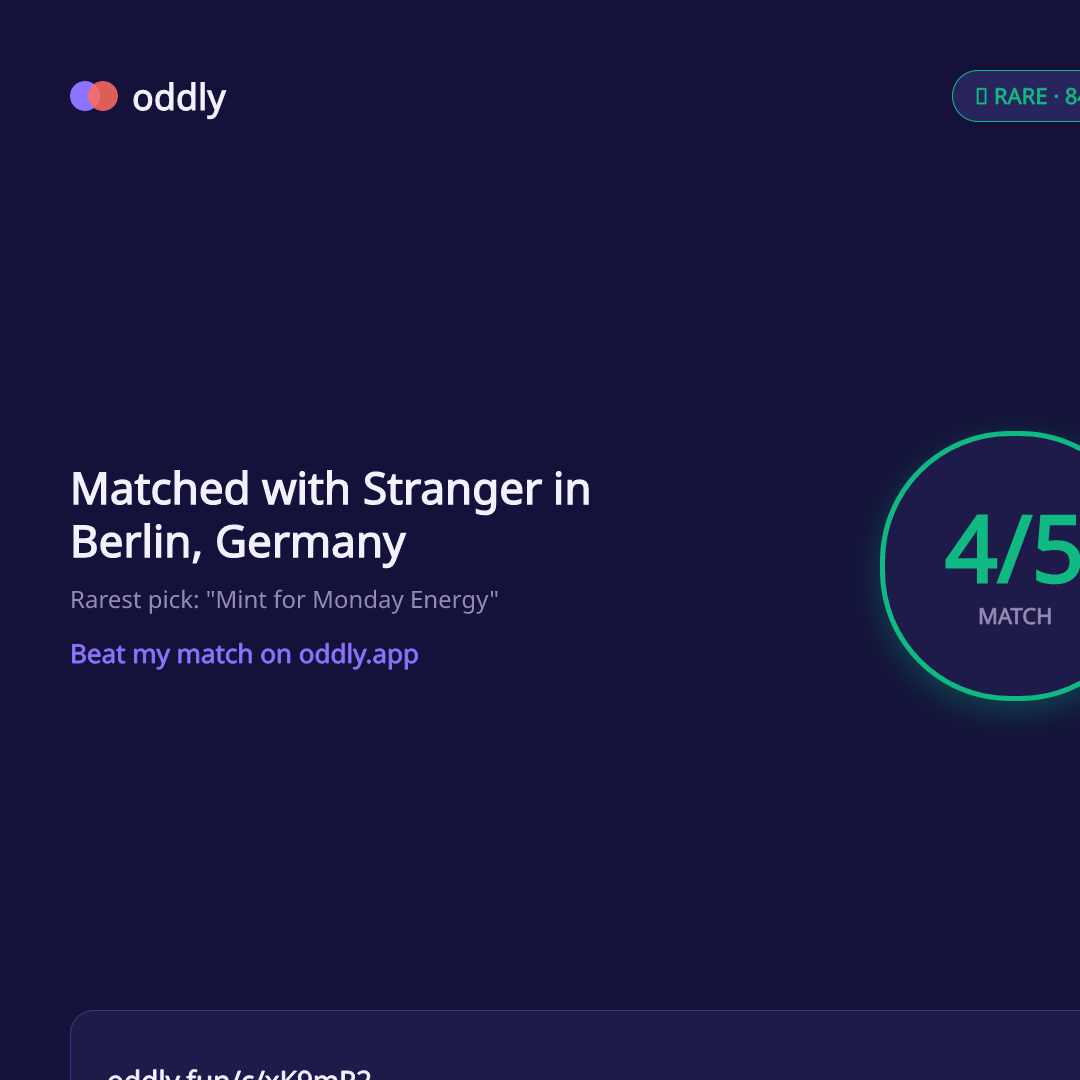 oddly
RARE · 84
Matched with Stranger in
Berlin, Germany
Rarest pick: "Mint for Monday Energy"
Beat my match on oddly.app
4/5
MATCH